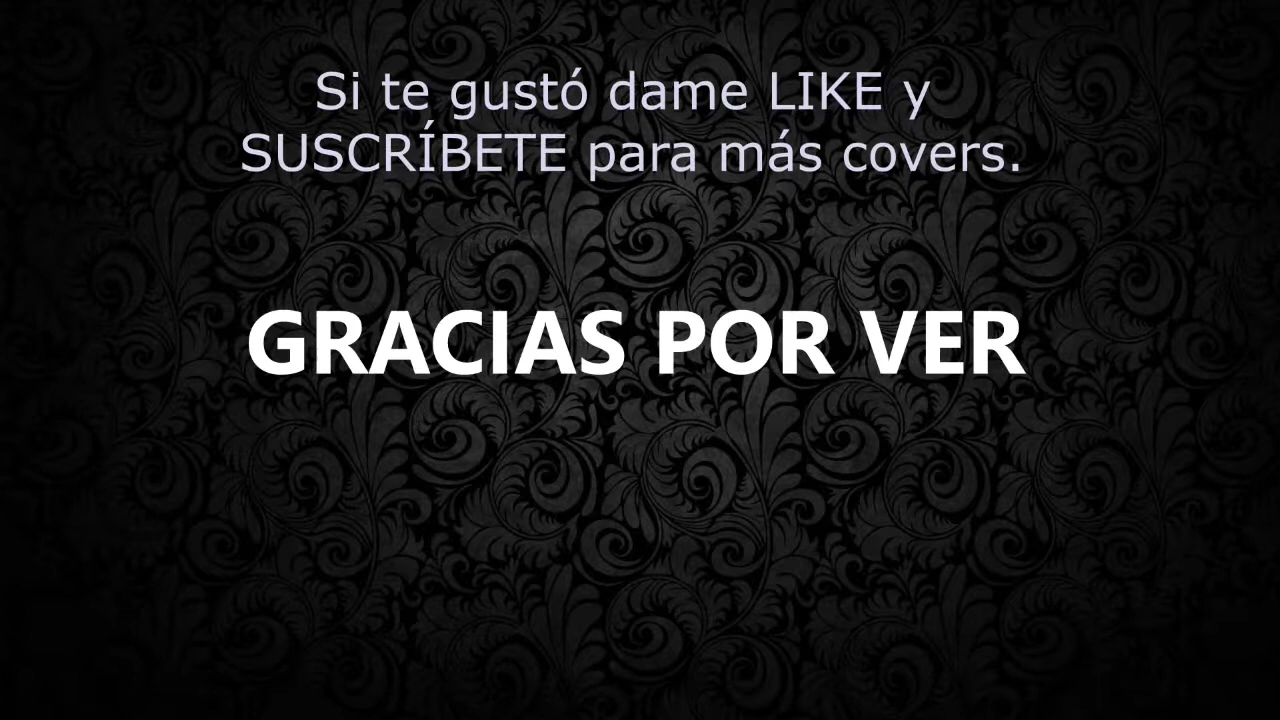 Si te gustó dame LIKE y
SUSCRÍBETE para más covers.
GRACIAS POR VER